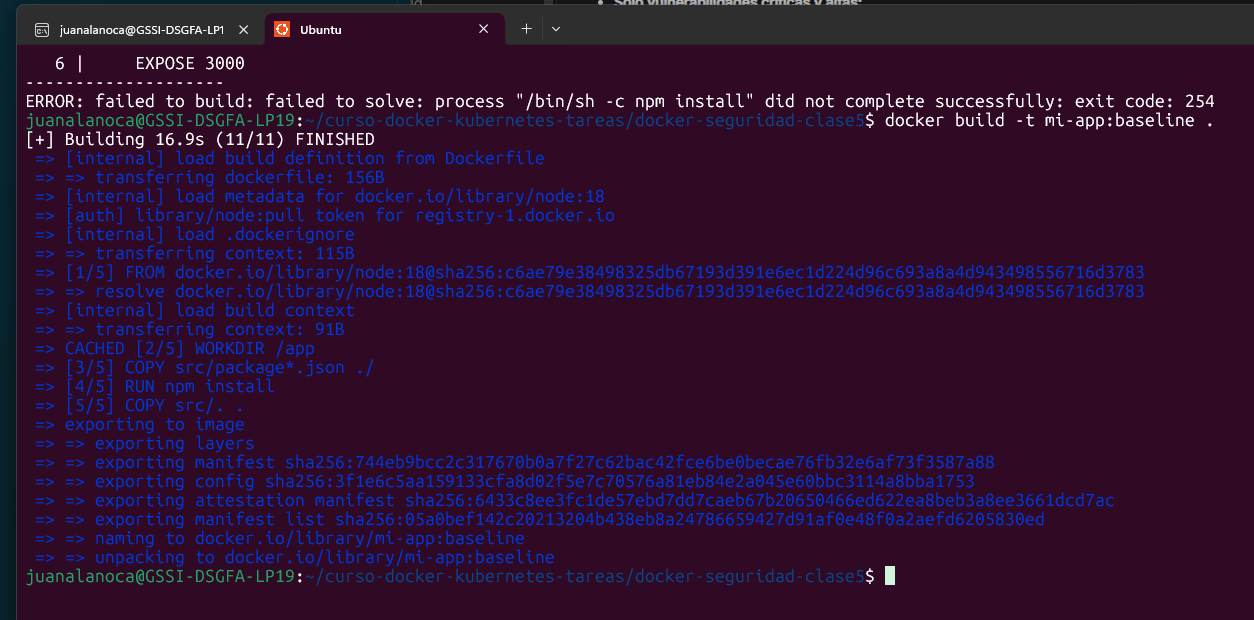 Solo vulnerabilidades críticas y altas:
juanalanoca@GSSI-DSGFA-LP1
Ubuntu
6 |     EXPOSE 3000
--------------------
ERROR: failed to build: failed to solve: process "/bin/sh -c npm install" did not complete successfully: exit code: 254
juanalanoca@GSSI-DSGFA-LP19:~/curso-docker-kubernetes-tareas/docker-seguridad-clase5$ docker build -t mi-app:baseline .
[+] Building 16.9s (11/11) FINISHED
=> [internal] load build definition from Dockerfile
=> => transferring dockerfile: 156B
=> [internal] load metadata for docker.io/library/node:18
=> [auth] library/node:pull token for registry-1.docker.io
=> [internal] load .dockerignore
=> => transferring context: 115B
=> [1/5] FROM docker.io/library/node:18@sha256:c6ae79e38498325db67193d391e6ec1d224d96c693a8a4d943498556716d3783
=> => resolve docker.io/library/node:18@sha256:c6ae79e38498325db67193d391e6ec1d224d96c693a8a4d943498556716d3783
=> [internal] load build context
=> => transferring context: 91B
=> CACHED [2/5] WORKDIR /app
=> [3/5] COPY src/package*.json ./
=> [4/5] RUN npm install
=> [5/5] COPY src/. .
=> exporting to image
=> => exporting layers
=> => exporting manifest sha256:744eb9bcc2c317670b0a7f27c62bac42fce6be0becae76fb32e6af73f3587a88
=> => exporting config sha256:3f1e6c5aa159133cfa8d02f5e7c70576a81eb84e2a045e60bbc3114a8bba1753
=> => exporting attestation manifest sha256:6433c8ee3fc1de57ebd7dd7caeb67b20650466ed622ea8beb3a8ee3661dcd7ac
=> => exporting manifest list sha256:05a0bef142c20213204b438eb8a24786659427d91af0e48f0a2aefd6205830ed
=> => naming to docker.io/library/mi-app:baseline
=> => unpacking to docker.io/library/mi-app:baseline
juanalanoca@GSSI-DSGFA-LP19:~/curso-docker-kubernetes-tareas/docker-seguridad-clase5$